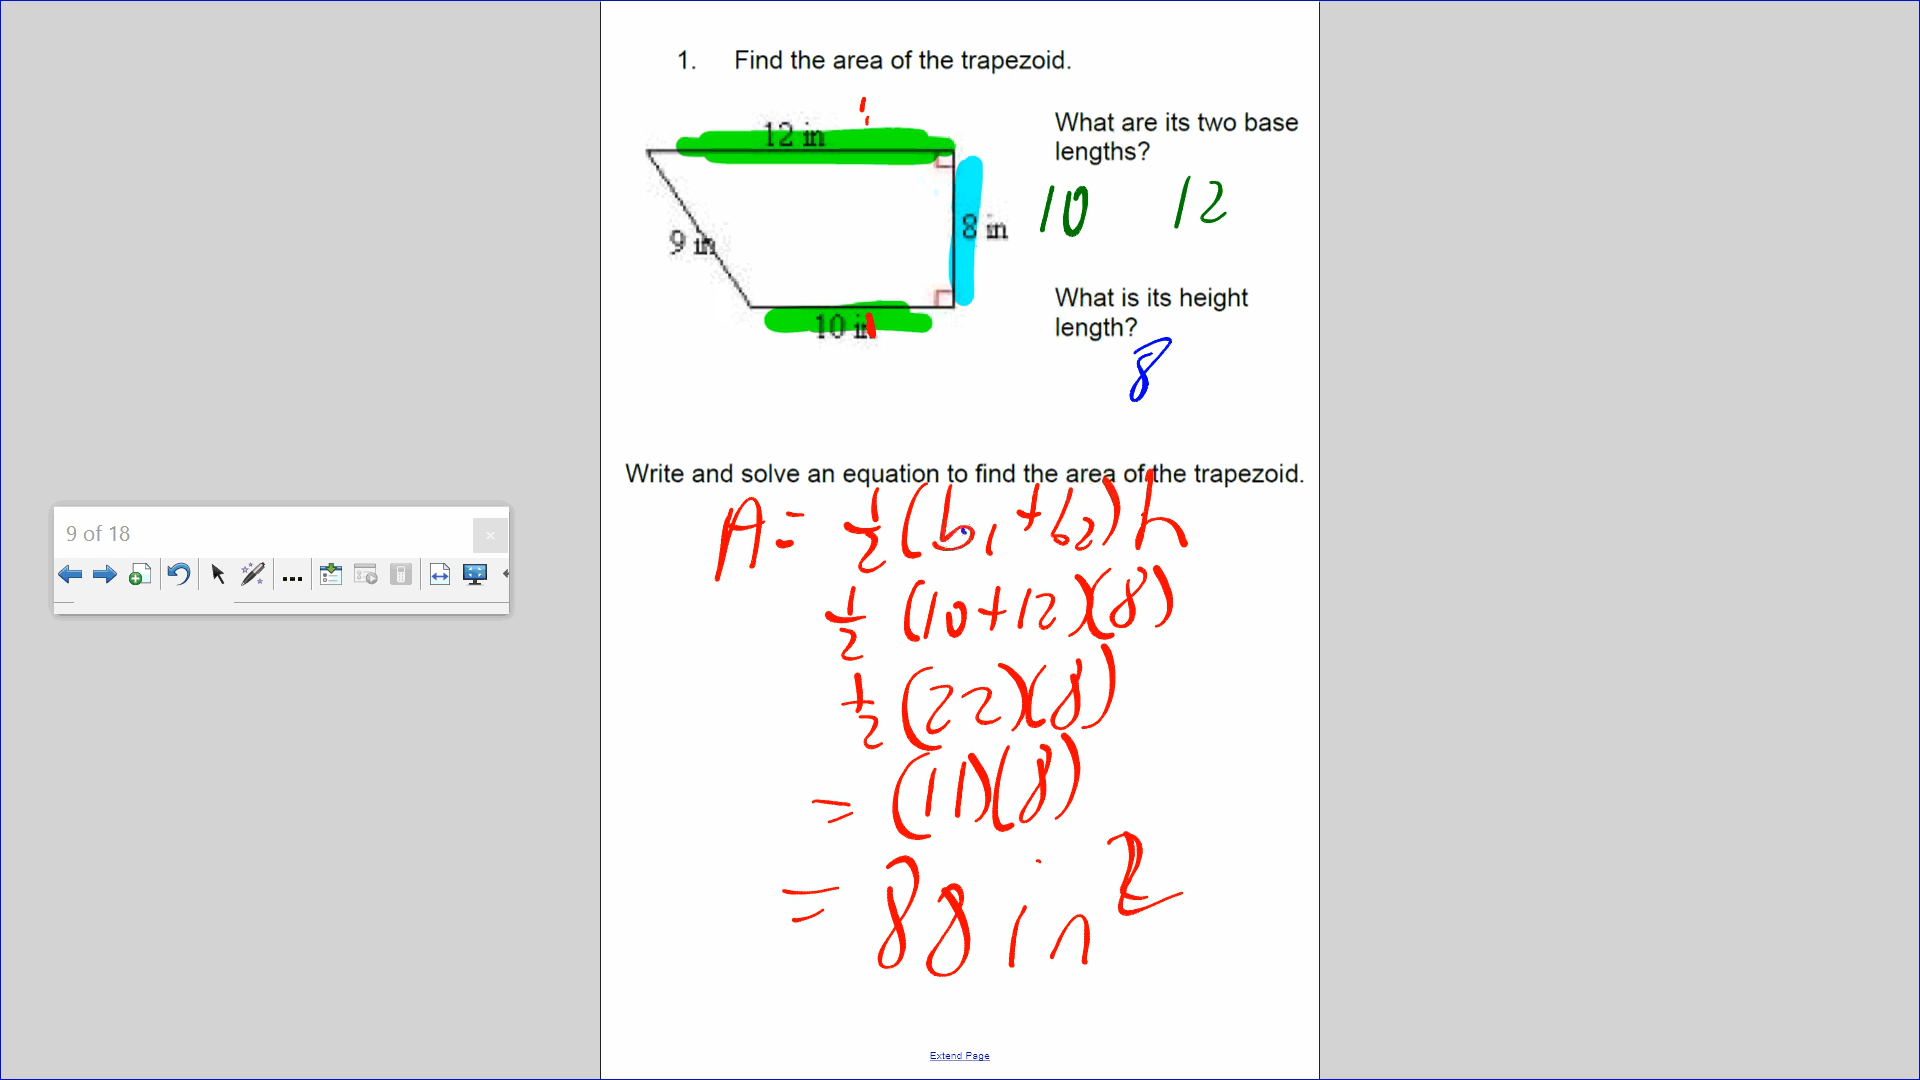 1. Find the area of the trapezoid.
12 in
What are its two base
lengths?
10 12
8 in
9 in
10 in
What is its height
length?
8
Write and solve an equation to find the area of the trapezoid.
A = 1/2 (b1 + b2) h
1/2 (10 + 12)(8)
1/2 (22)(8)
= (11)(8)
= 88 in²
9 of 18
Extend Page